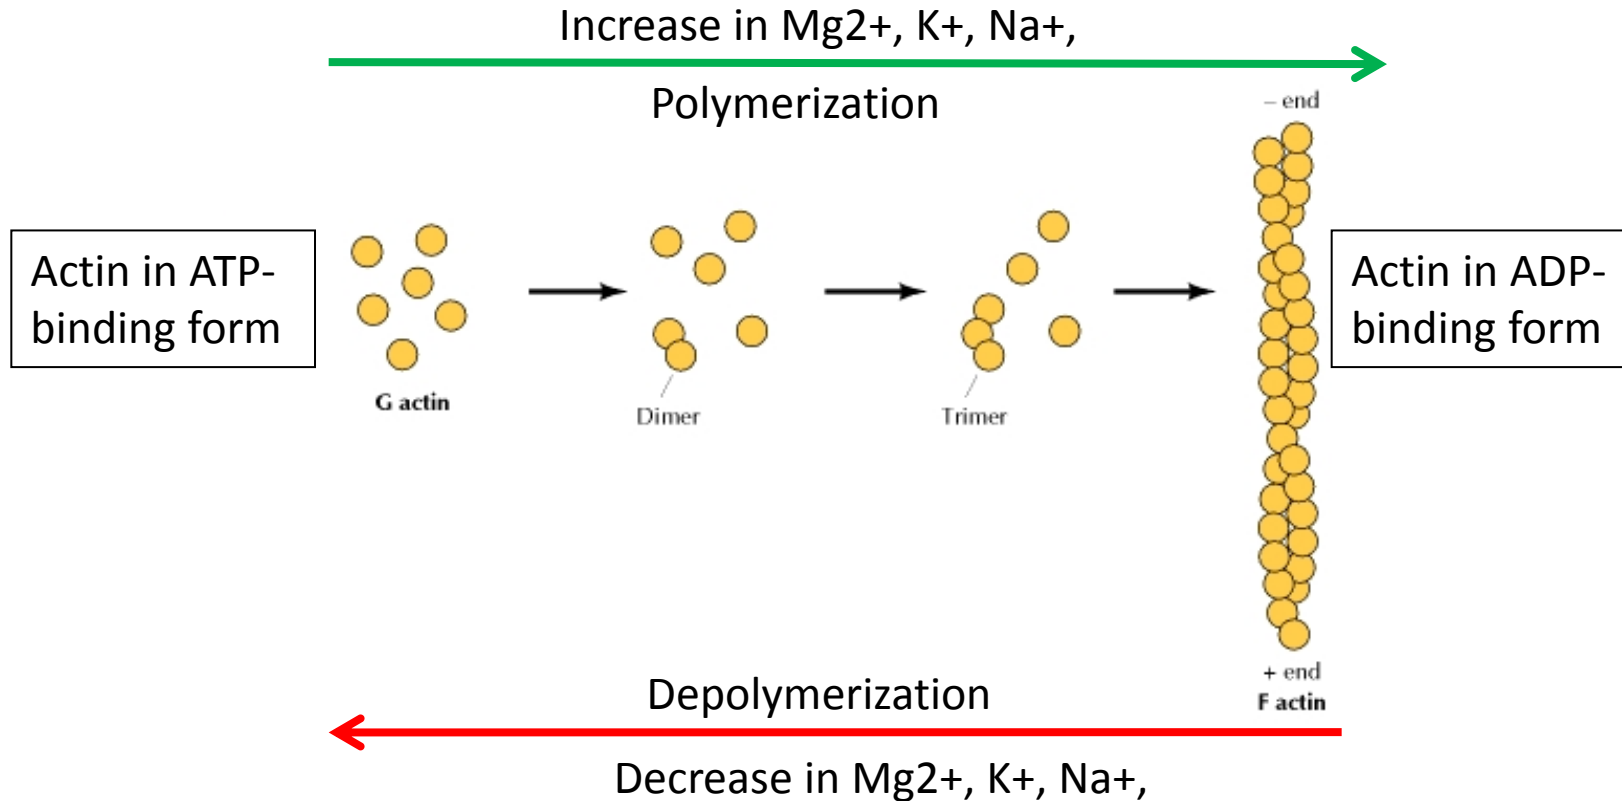 Increase in Mg2+, K+, Na+,
Polymerization
– end
Actin in ATP-
binding form
Actin in ADP-
binding form
G actin
Dimer
Trimer
+ end
F actin
Depolymerization
Decrease in Mg2+, K+, Na+,